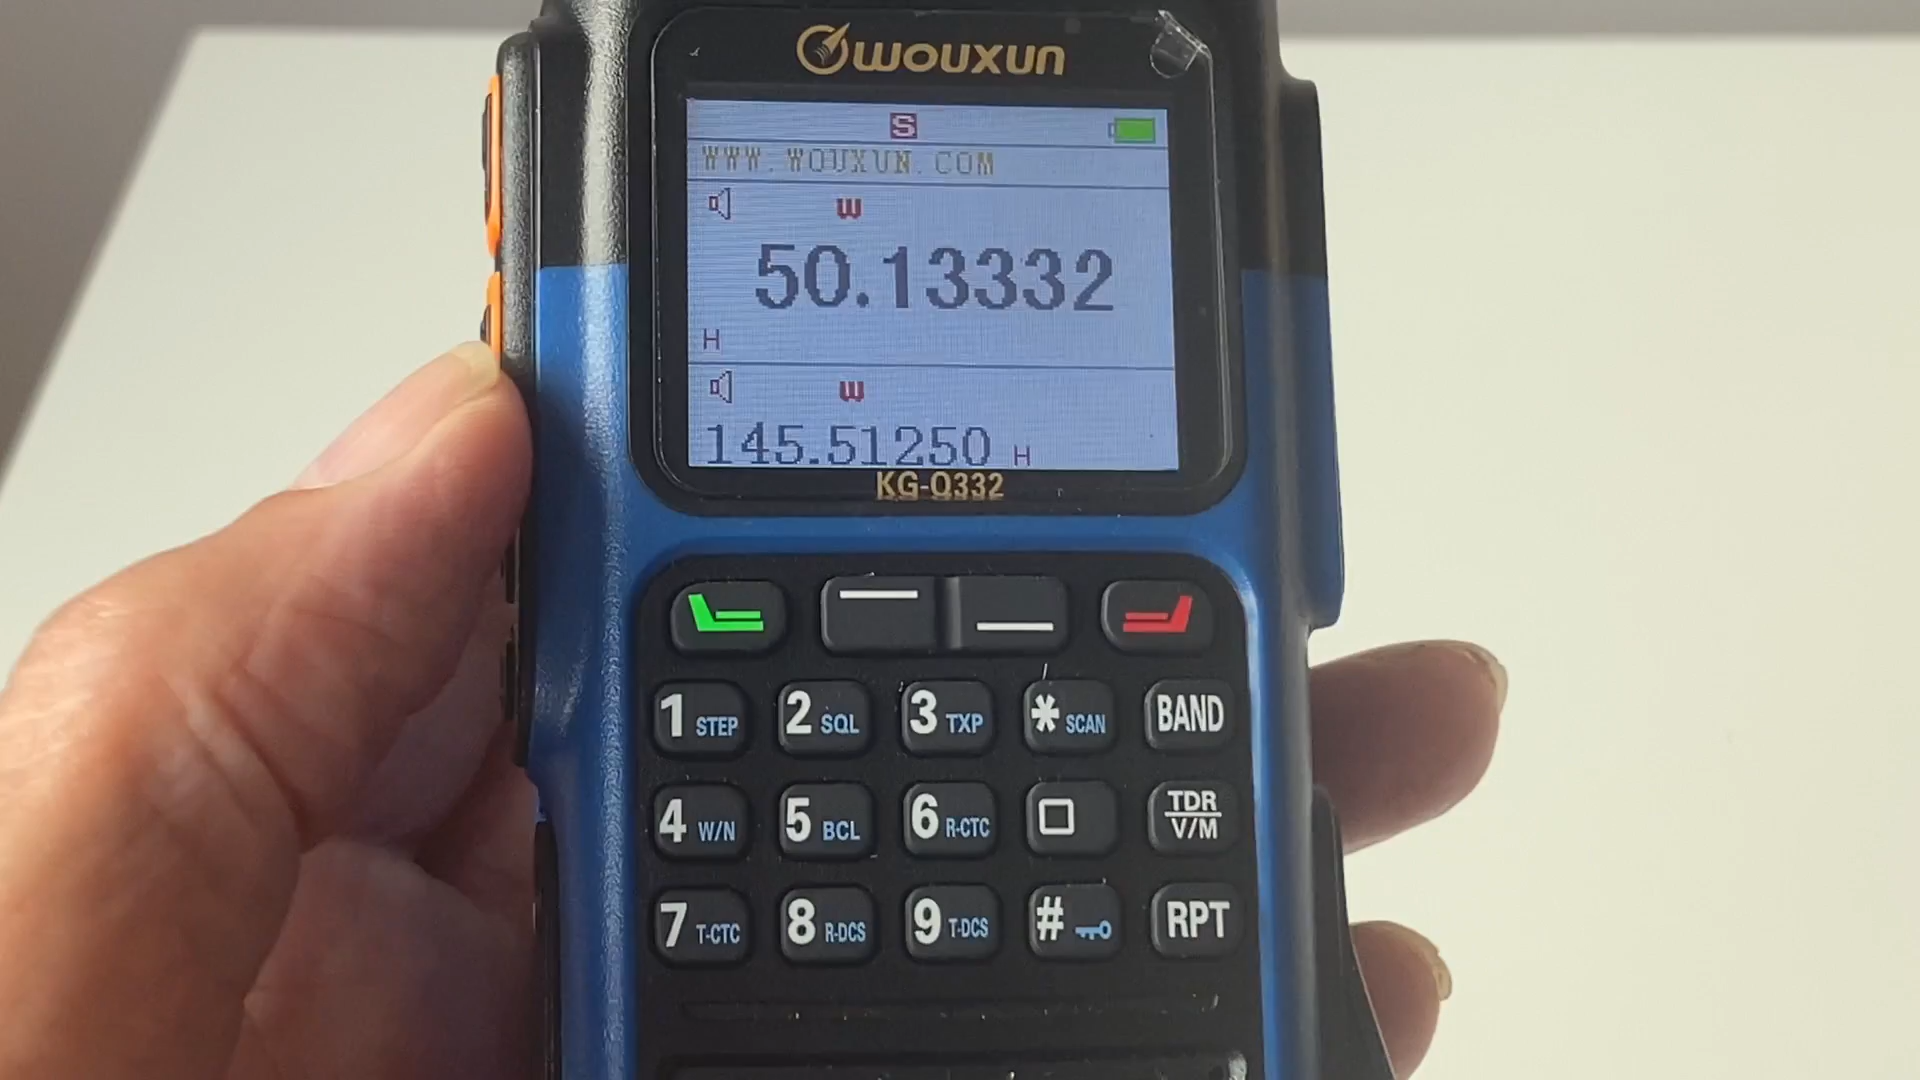 WOUXUN
S
WWW.WOUXUN.COM
W
50.13332
H
W
145.51250 H
KG-Q332
1 STEP 2 SQL 3 TXP * SCAN BAND
4 W/N 5 BCL 6 R-CTC TDR V/M
7 T-CTC 8 R-DCS 9 T-DCS # RPT